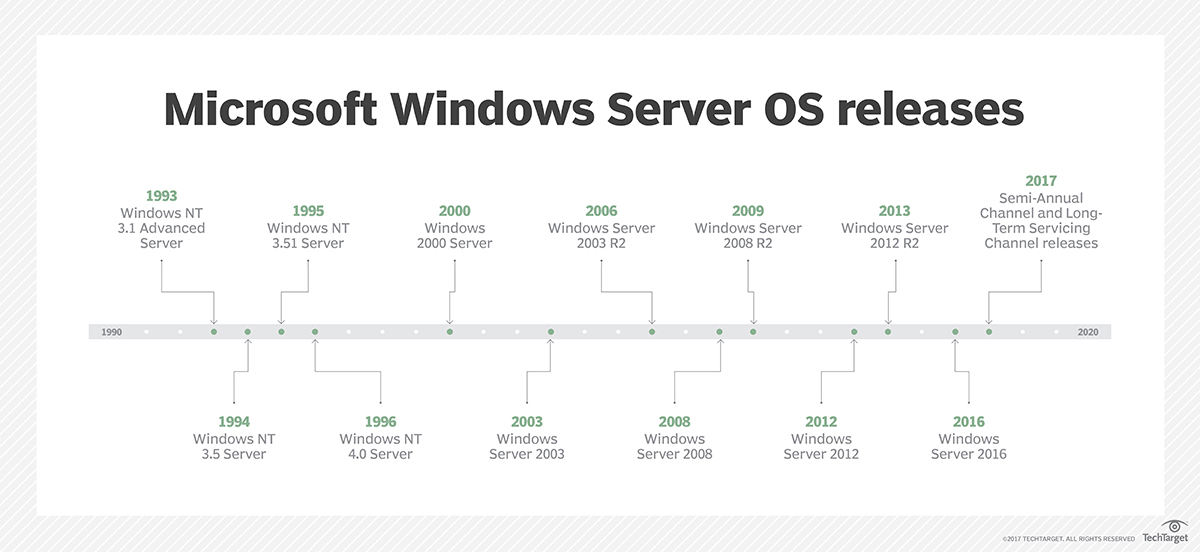 Microsoft Windows Server OS releases
1993
Windows NT
3.1 Advanced
Server
1995
Windows NT
3.51 Server
2000
Windows
2000 Server
2006
Windows Server
2003 R2
2009
Windows Server
2008 R2
2013
Windows Server
2012 R2
2017
Semi-Annual
Channel and Long-
Term Servicing
Channel releases
1990
2020
1994
Windows NT
3.5 Server
1996
Windows NT
4.0 Server
2003
Windows
Server 2003
2008
Windows
Server 2008
2012
Windows
Server 2012
2016
Windows
Server 2016
©2017 TECHTARGET. ALL RIGHTS RESERVED
TechTarget